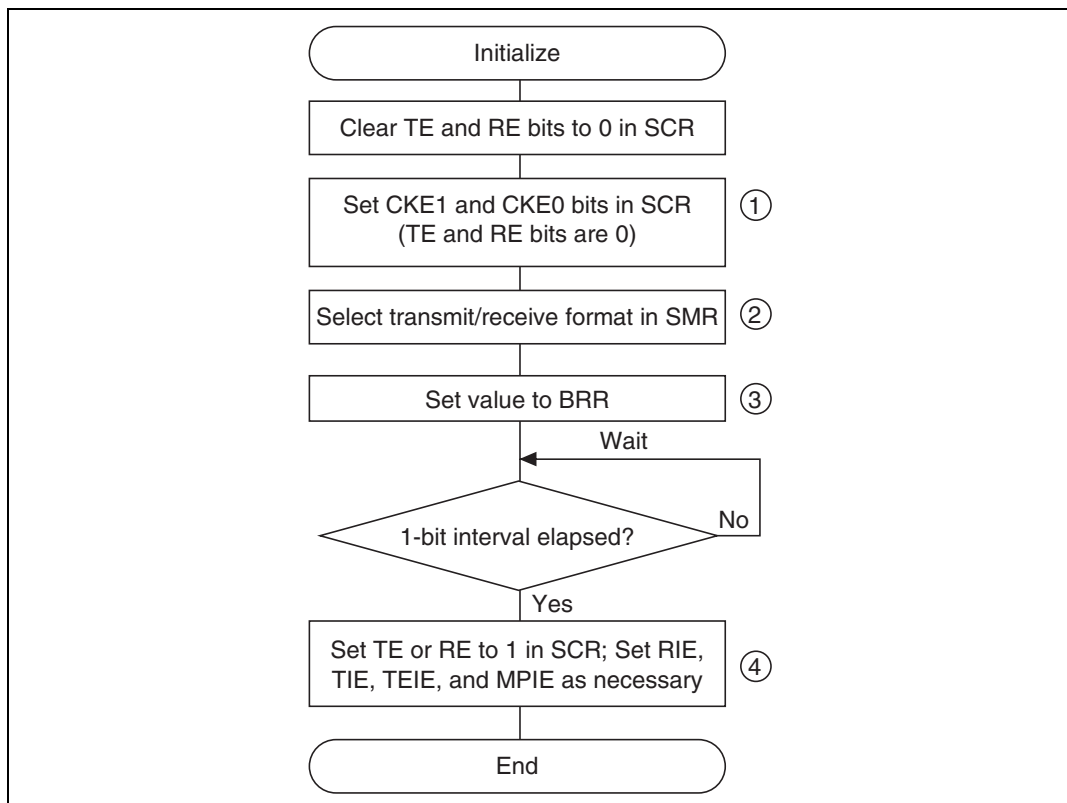 Initialize
Clear TE and RE bits to 0 in SCR
Set CKE1 and CKE0 bits in SCR
(TE and RE bits are 0)
1
Select transmit/receive format in SMR
2
Set value to BRR
3
Wait
1-bit interval elapsed?
No
Yes
Set TE or RE to 1 in SCR; Set RIE,
TIE, TEIE, and MPIE as necessary
4
End